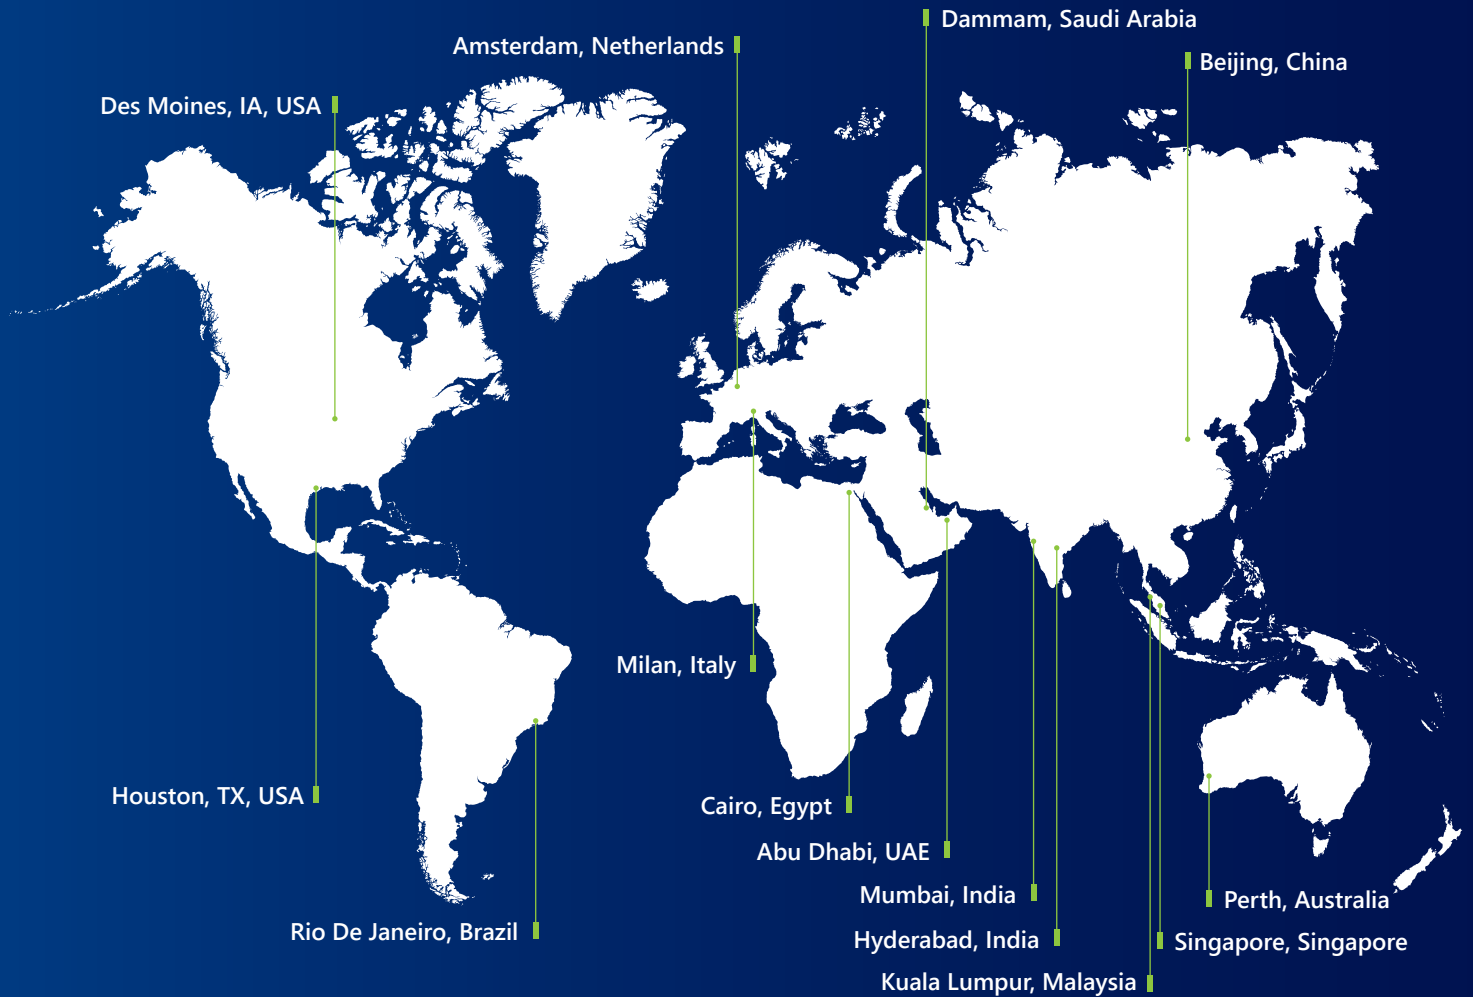 Dammam, Saudi Arabia
Amsterdam, Netherlands
Beijing, China
Des Moines, IA, USA
Milan, Italy
Houston, TX, USA
Cairo, Egypt
Abu Dhabi, UAE
Mumbai, India
Perth, Australia
Rio De Janeiro, Brazil
Hyderabad, India
Singapore, Singapore
Kuala Lumpur, Malaysia